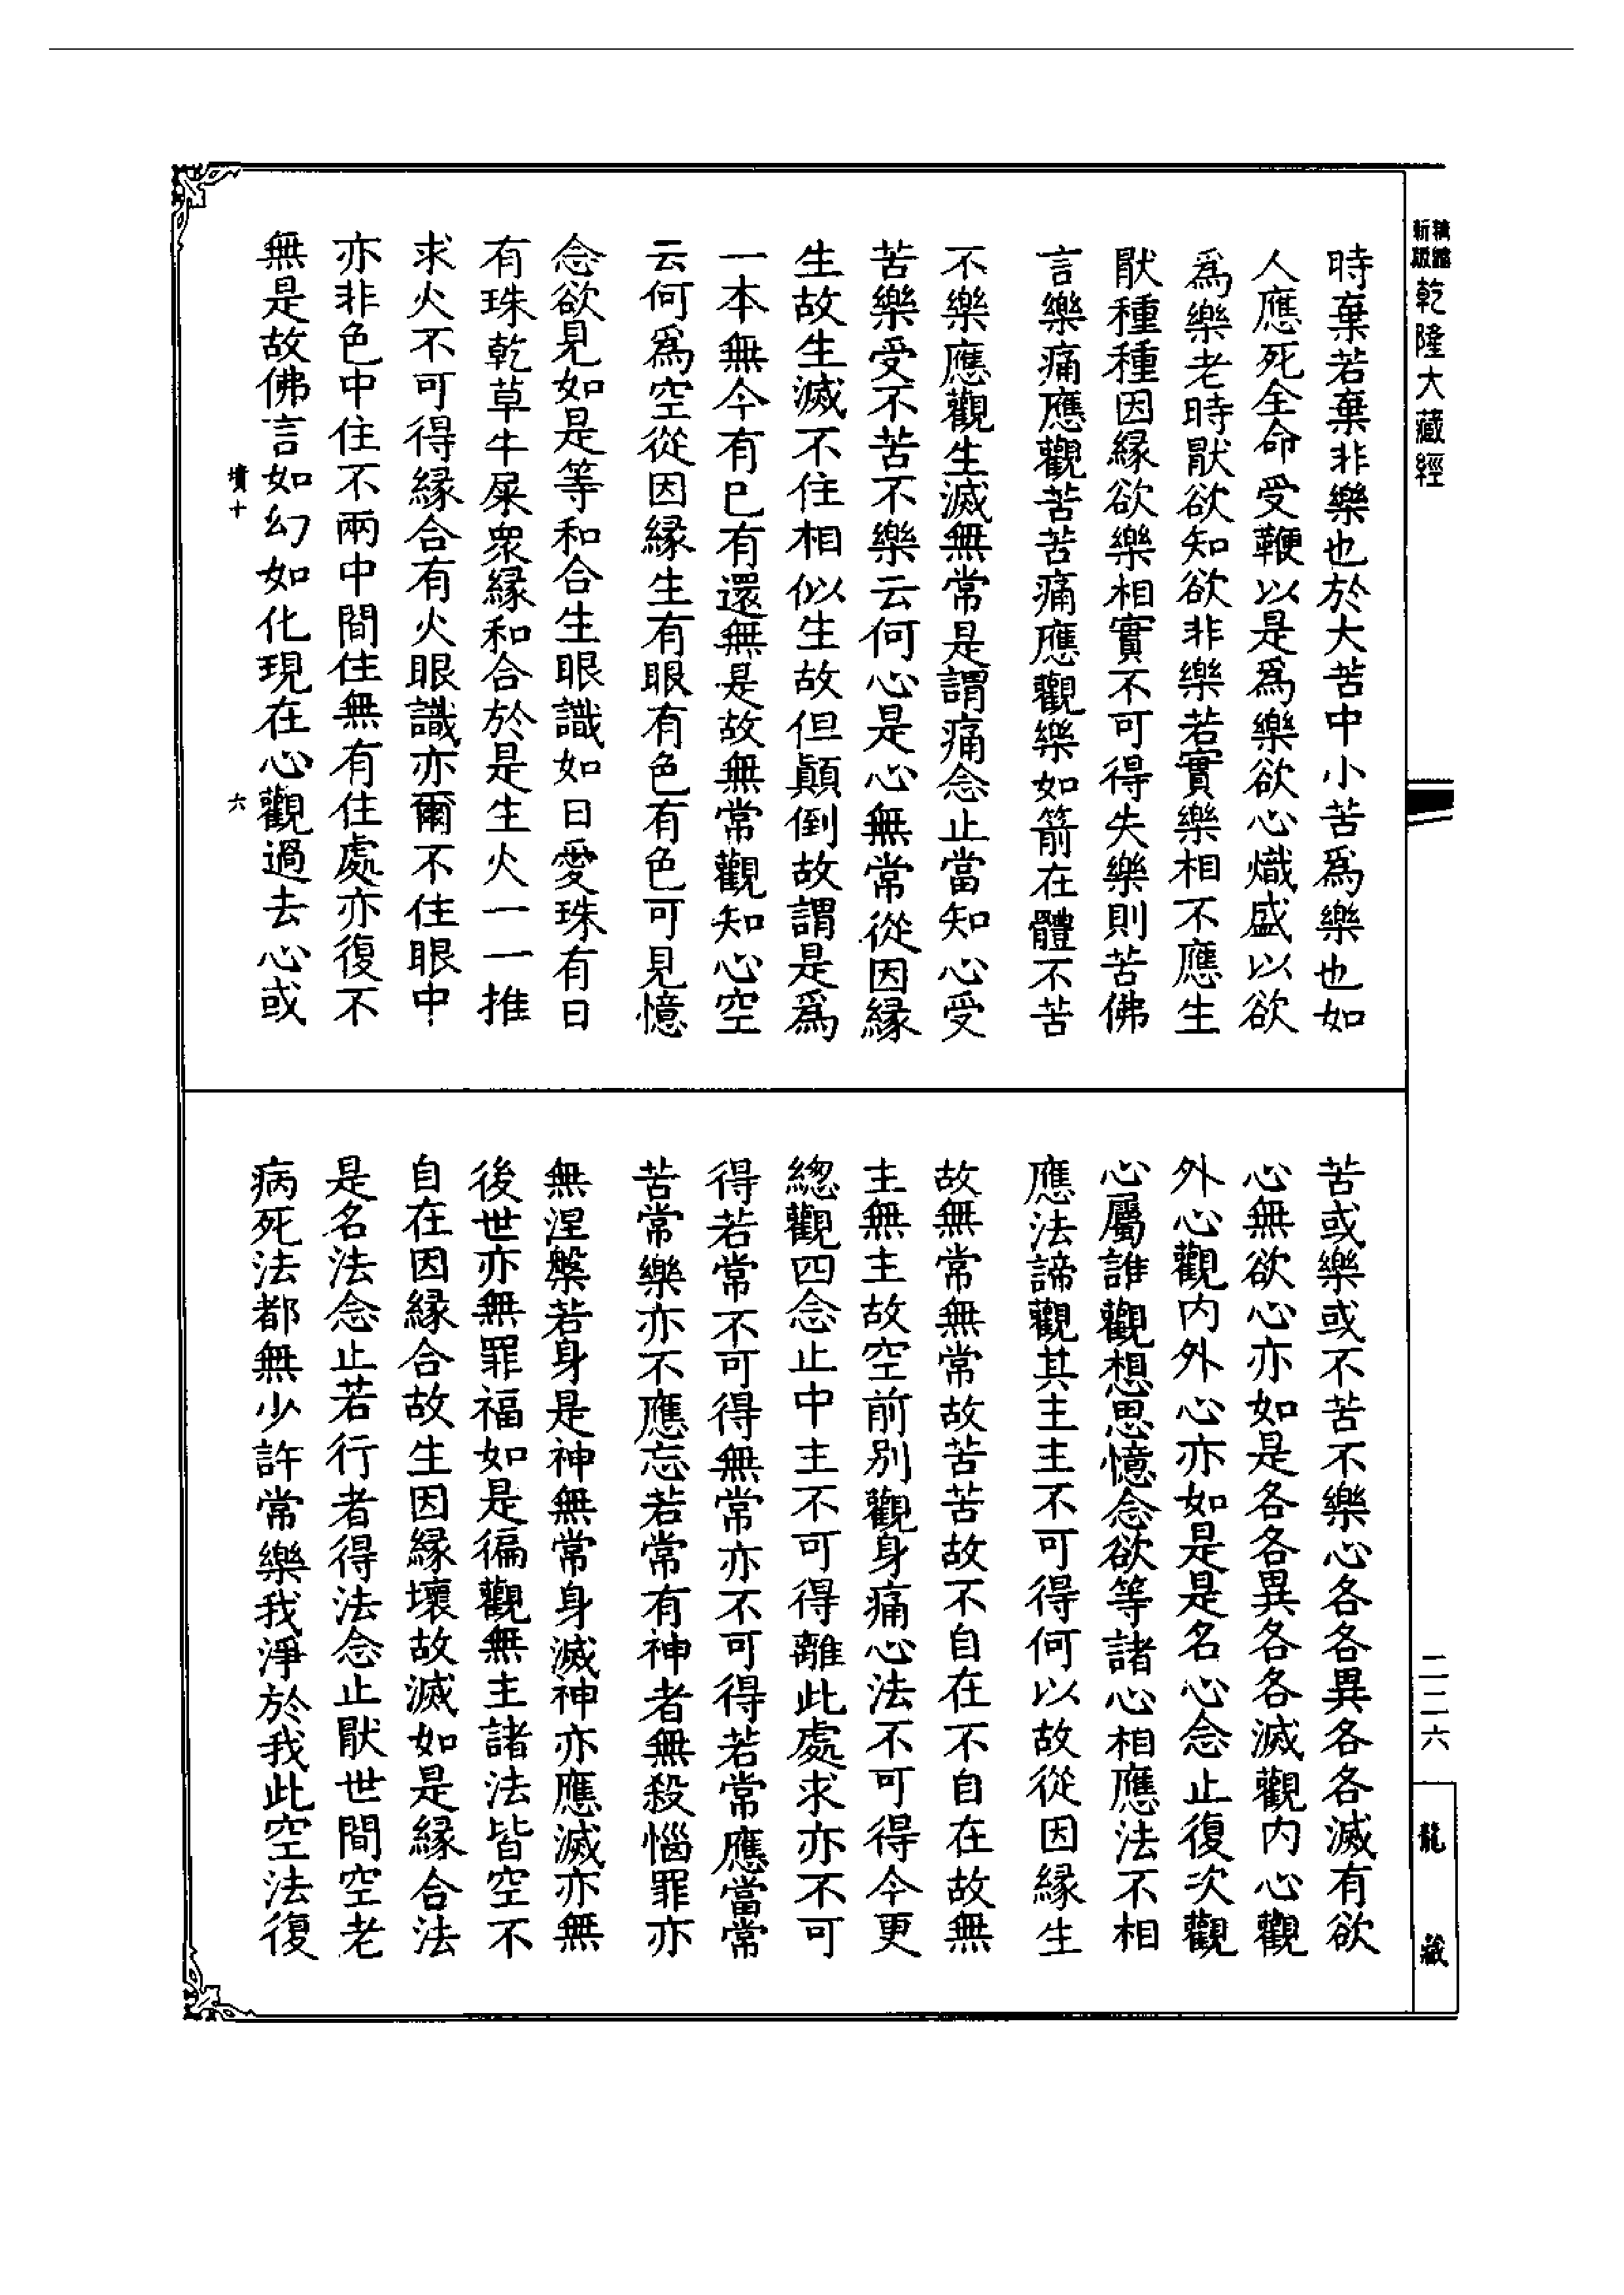 精縮
新版
乾隆大藏經
時棄若棄非樂也於大苦中小苦爲樂也如
人應死全命受鞭以是爲樂欲心熾盛以欲
爲樂老時猒欲知欲非樂若實樂相不應生
猒種種因緣欲樂相實不可得失樂則苦佛
言樂痛應觀苦苦痛應觀樂如箭在體不苦
不樂應觀生滅無常是謂痛念止當知心受
苦樂受不苦不樂云何心是心無常從因緣
生故生滅不住相似生故但顛倒故謂是爲
一本無今有已有還無是故無常觀知心空
云何爲空從因緣生有眼有色有色可見憶
念欲見如是等和合生眼識如日愛珠有日
有珠乾草牛屎衆緣和合於是生火一一推
求火不可得緣合有火眼識亦爾不住眼中
亦非色中住不兩中間住無有住處亦復不
無是故佛言如幻如化現在心觀過去心或
墳十
六
苦或樂或不苦不樂心各各異各各滅有欲
心無欲心亦如是各各異各各滅觀内心觀
外心觀内外心亦如是是名心念止復次觀
心屬誰觀想思憶念欲等諸心相應法不相
應法諦觀其主主不可得何以故從因緣生
故無常無常故苦苦故不自在不自在故無
主無主故空前别觀身痛心法不可得今更
總觀四念止中主不可得離此處求亦不可
得若常不可得無常亦不可得若常應當常
苦常樂亦不應忘若常有神者無殺惱罪亦
無涅槃若身是神無常身滅神亦應滅亦無
後世亦無罪福如是徧觀無主諸法皆空不
自在因緣合故生因緣壞故滅如是緣合法
是名法念止若行者得法念止猒世間空老
病死法都無少許常樂我淨於我此空法復
二二六
龍藏